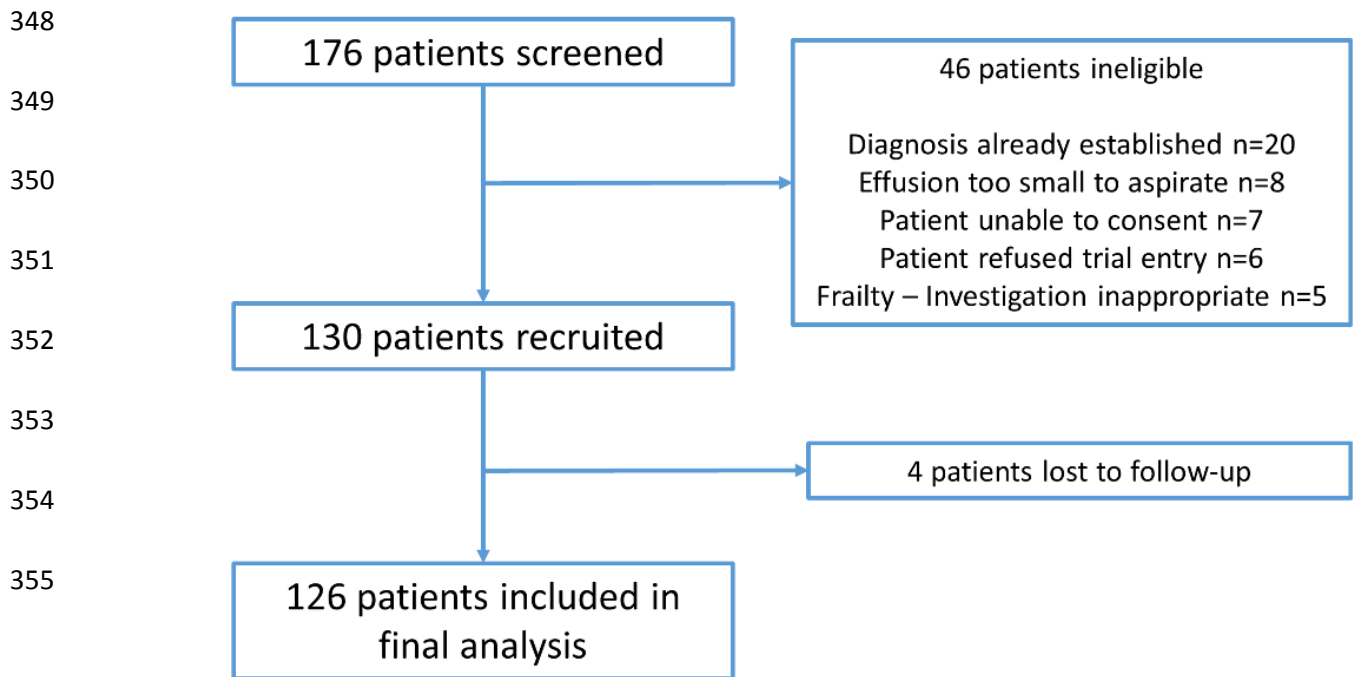 348
176 patients screened
46 patients ineligible
349
Diagnosis already established n=20
350
Effusion too small to aspirate n=8
Patient unable to consent n=7
351
Patient refused trial entry n=6
Frailty – Investigation inappropriate n=5
352
130 patients recruited
353
4 patients lost to follow-up
354
355
126 patients included in
final analysis